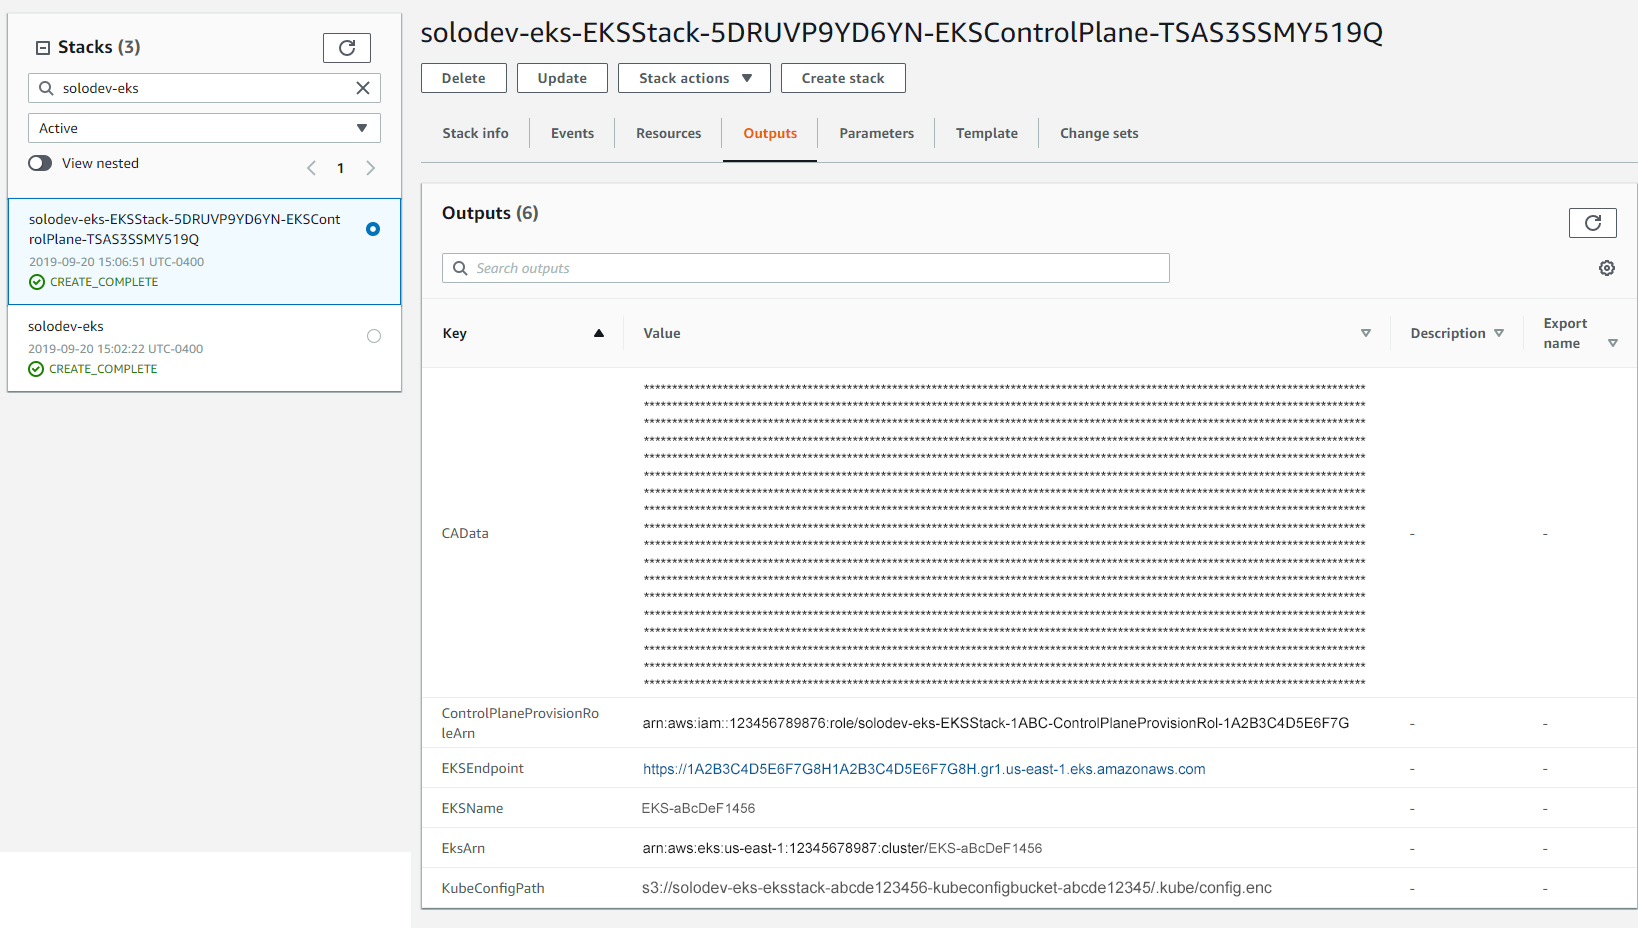 Stacks (3)
solodev-eks
Active
View nested
1
solodev-eks-EKSStack-5DRUVP9YD6YN-EKSCont
rolPlane-TSAS3SSMY519Q
2019-09-20 15:06:51 UTC-0400
CREATE_COMPLETE
solodev-eks
2019-09-20 15:02:22 UTC-0400
CREATE_COMPLETE
solodev-eks-EKSStack-5DRUVP9YD6YN-EKSControlPlane-TSAS3SSMY519Q
Delete Update Stack actions Create stack
Stack info Events Resources Outputs Parameters Template Change sets
Outputs (6)
Search outputs
Key Value Description Export
name
CAData - -
ControlPlaneProvisionRo
leArn arn:aws:iam::123456789876:role/solodev-eks-EKSStack-1ABC-ControlPlaneProvisionRol-1A2B3C4D5E6F7G - -
EKSEndpoint https://1A2B3C4D5E6F7G8H1A2B3C4D5E6F7G8H.gr1.us-east-1.eks.amazonaws.com - -
EKSName EKS-aBcDeF1456 - -
EksArn arn:aws:eks:us-east-1:12345678987:cluster/EKS-aBcDeF1456 - -
KubeConfigPath s3://solodev-eks-eksstack-abcde123456-kubeconfigbucket-abcde12345/.kube/config.enc - -